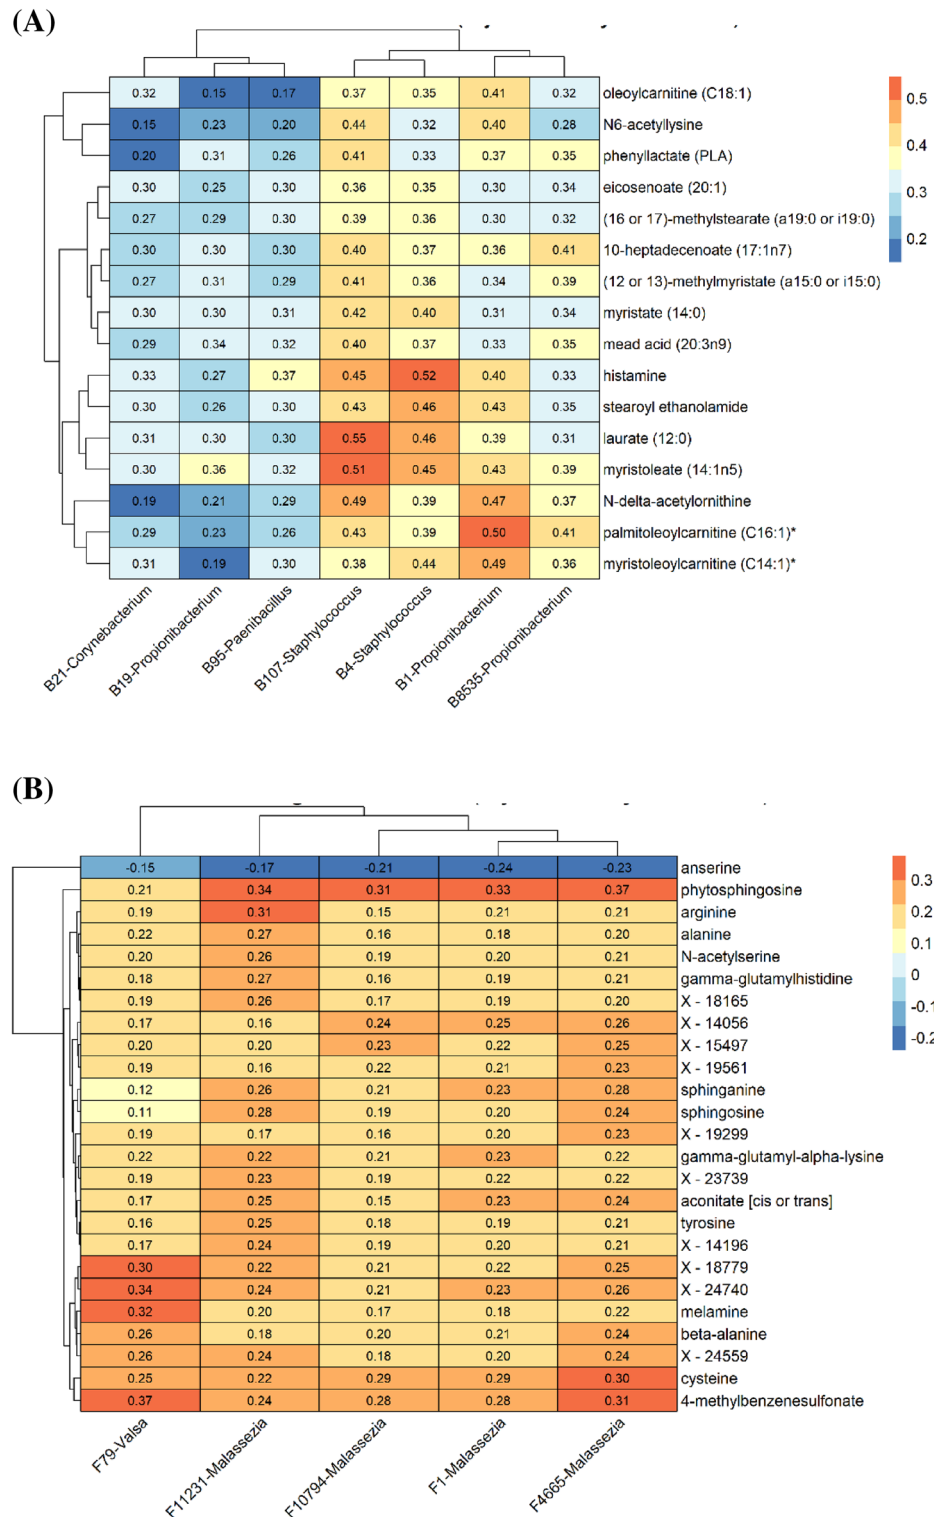 (A)
0.32 0.15 0.17 0.37 0.35 0.41 0.32 oleoylcarnitine (C18:1)
0.15 0.23 0.20 0.44 0.32 0.40 0.28 N6-acetyllysine
0.20 0.31 0.26 0.41 0.33 0.37 0.35 phenyllactate (PLA)
0.30 0.25 0.30 0.36 0.35 0.30 0.34 eicosenoate (20:1)
0.27 0.29 0.30 0.39 0.36 0.30 0.32 (16 or 17)-methylstearate (a19:0 or i19:0)
0.30 0.30 0.30 0.40 0.37 0.36 0.41 10-heptadecenoate (17:1n7)
0.27 0.31 0.29 0.41 0.36 0.34 0.39 (12 or 13)-methylmyristate (a15:0 or i15:0)
0.30 0.30 0.31 0.42 0.40 0.31 0.34 myristate (14:0)
0.29 0.34 0.32 0.40 0.37 0.33 0.35 mead acid (20:3n9)
0.33 0.27 0.37 0.45 0.52 0.40 0.33 histamine
0.30 0.26 0.30 0.43 0.46 0.43 0.35 stearoyl ethanolamide
0.31 0.30 0.30 0.55 0.46 0.39 0.31 laurate (12:0)
0.30 0.36 0.32 0.51 0.45 0.43 0.39 myristoleate (14:1n5)
0.19 0.21 0.29 0.49 0.39 0.47 0.37 N-delta-acetylornithine
0.29 0.23 0.26 0.43 0.39 0.50 0.41 palmitoleoylcarnitine (C16:1)*
0.31 0.19 0.30 0.38 0.44 0.49 0.36 myristoleoylcarnitine (C14:1)*
0.5
0.4
0.3
0.2
B21-Corynebacterium
B19-Propionibacterium
B95-Paenibacillus
B107-Staphylococcus
B4-Staphylococcus
B1-Propionibacterium
B8535-Propionibacterium
(B)
-0.15 -0.17 -0.21 -0.24 -0.23 anserine
0.21 0.34 0.31 0.33 0.37 phytosphingosine
0.19 0.31 0.15 0.21 0.21 arginine
0.22 0.27 0.16 0.18 0.20 alanine
0.20 0.26 0.19 0.20 0.21 N-acetylserine
0.18 0.27 0.16 0.19 0.21 gamma-glutamylhistidine
0.19 0.26 0.17 0.19 0.20 X - 18165
0.17 0.16 0.24 0.25 0.26 X - 14056
0.20 0.20 0.23 0.22 0.25 X - 15497
0.19 0.16 0.22 0.21 0.23 X - 19561
0.12 0.26 0.21 0.23 0.28 sphinganine
0.11 0.28 0.19 0.20 0.24 sphingosine
0.19 0.17 0.16 0.20 0.23 X - 19299
0.22 0.22 0.21 0.23 0.22 gamma-glutamyl-alpha-lysine
0.19 0.23 0.19 0.22 0.22 X - 23739
0.17 0.25 0.15 0.23 0.24 aconitate [cis or trans]
0.16 0.25 0.18 0.19 0.21 tyrosine
0.17 0.24 0.19 0.20 0.21 X - 14196
0.30 0.22 0.21 0.22 0.25 X - 18779
0.34 0.24 0.21 0.23 0.26 X - 24740
0.32 0.20 0.17 0.18 0.22 melamine
0.26 0.18 0.20 0.21 0.24 beta-alanine
0.26 0.24 0.18 0.20 0.24 X - 24559
0.25 0.22 0.29 0.29 0.30 cysteine
0.37 0.24 0.28 0.28 0.31 4-methylbenzenesulfonate
0.3
0.2
0.1
0
-0.1
-0.2
F79-Valsa
F11231-Malassezia
F10794-Malassezia
F1-Malassezia
F4665-Malassezia